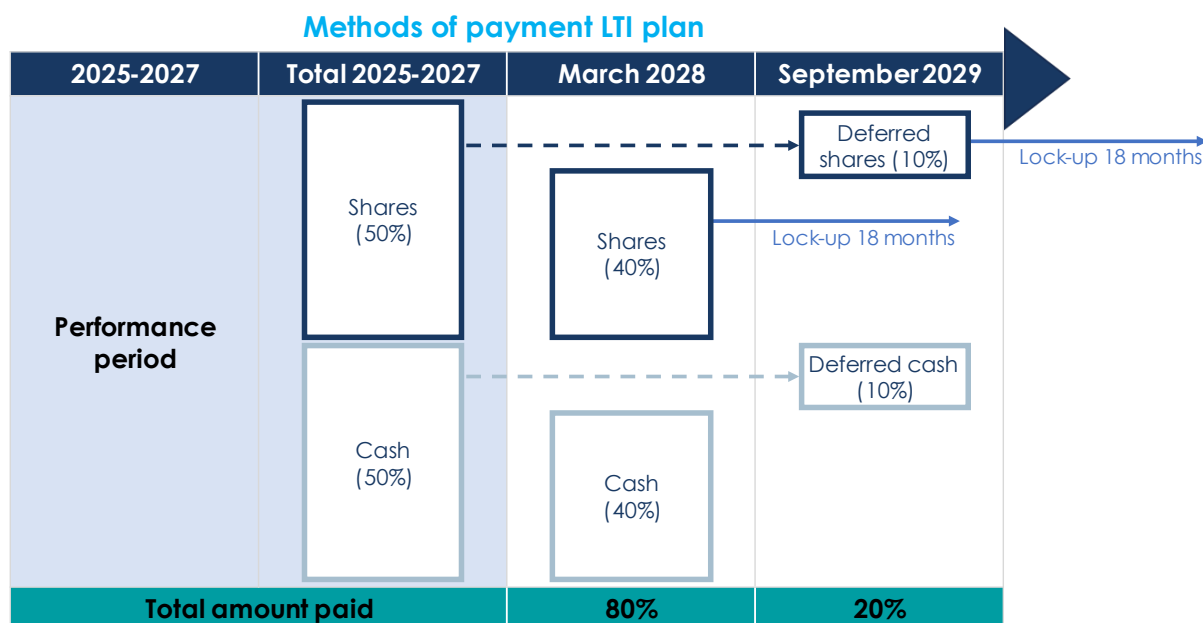 Methods of payment LTI plan
2025-2027
Total 2025-2027
March 2028
September 2029
Deferred
shares (10%)
Lock-up 18 months
Shares
(50%)
Shares
(40%)
Lock-up 18 months
Performance
period
Deferred cash
(10%)
Cash
(50%)
Cash
(40%)
Total amount paid
80%
20%